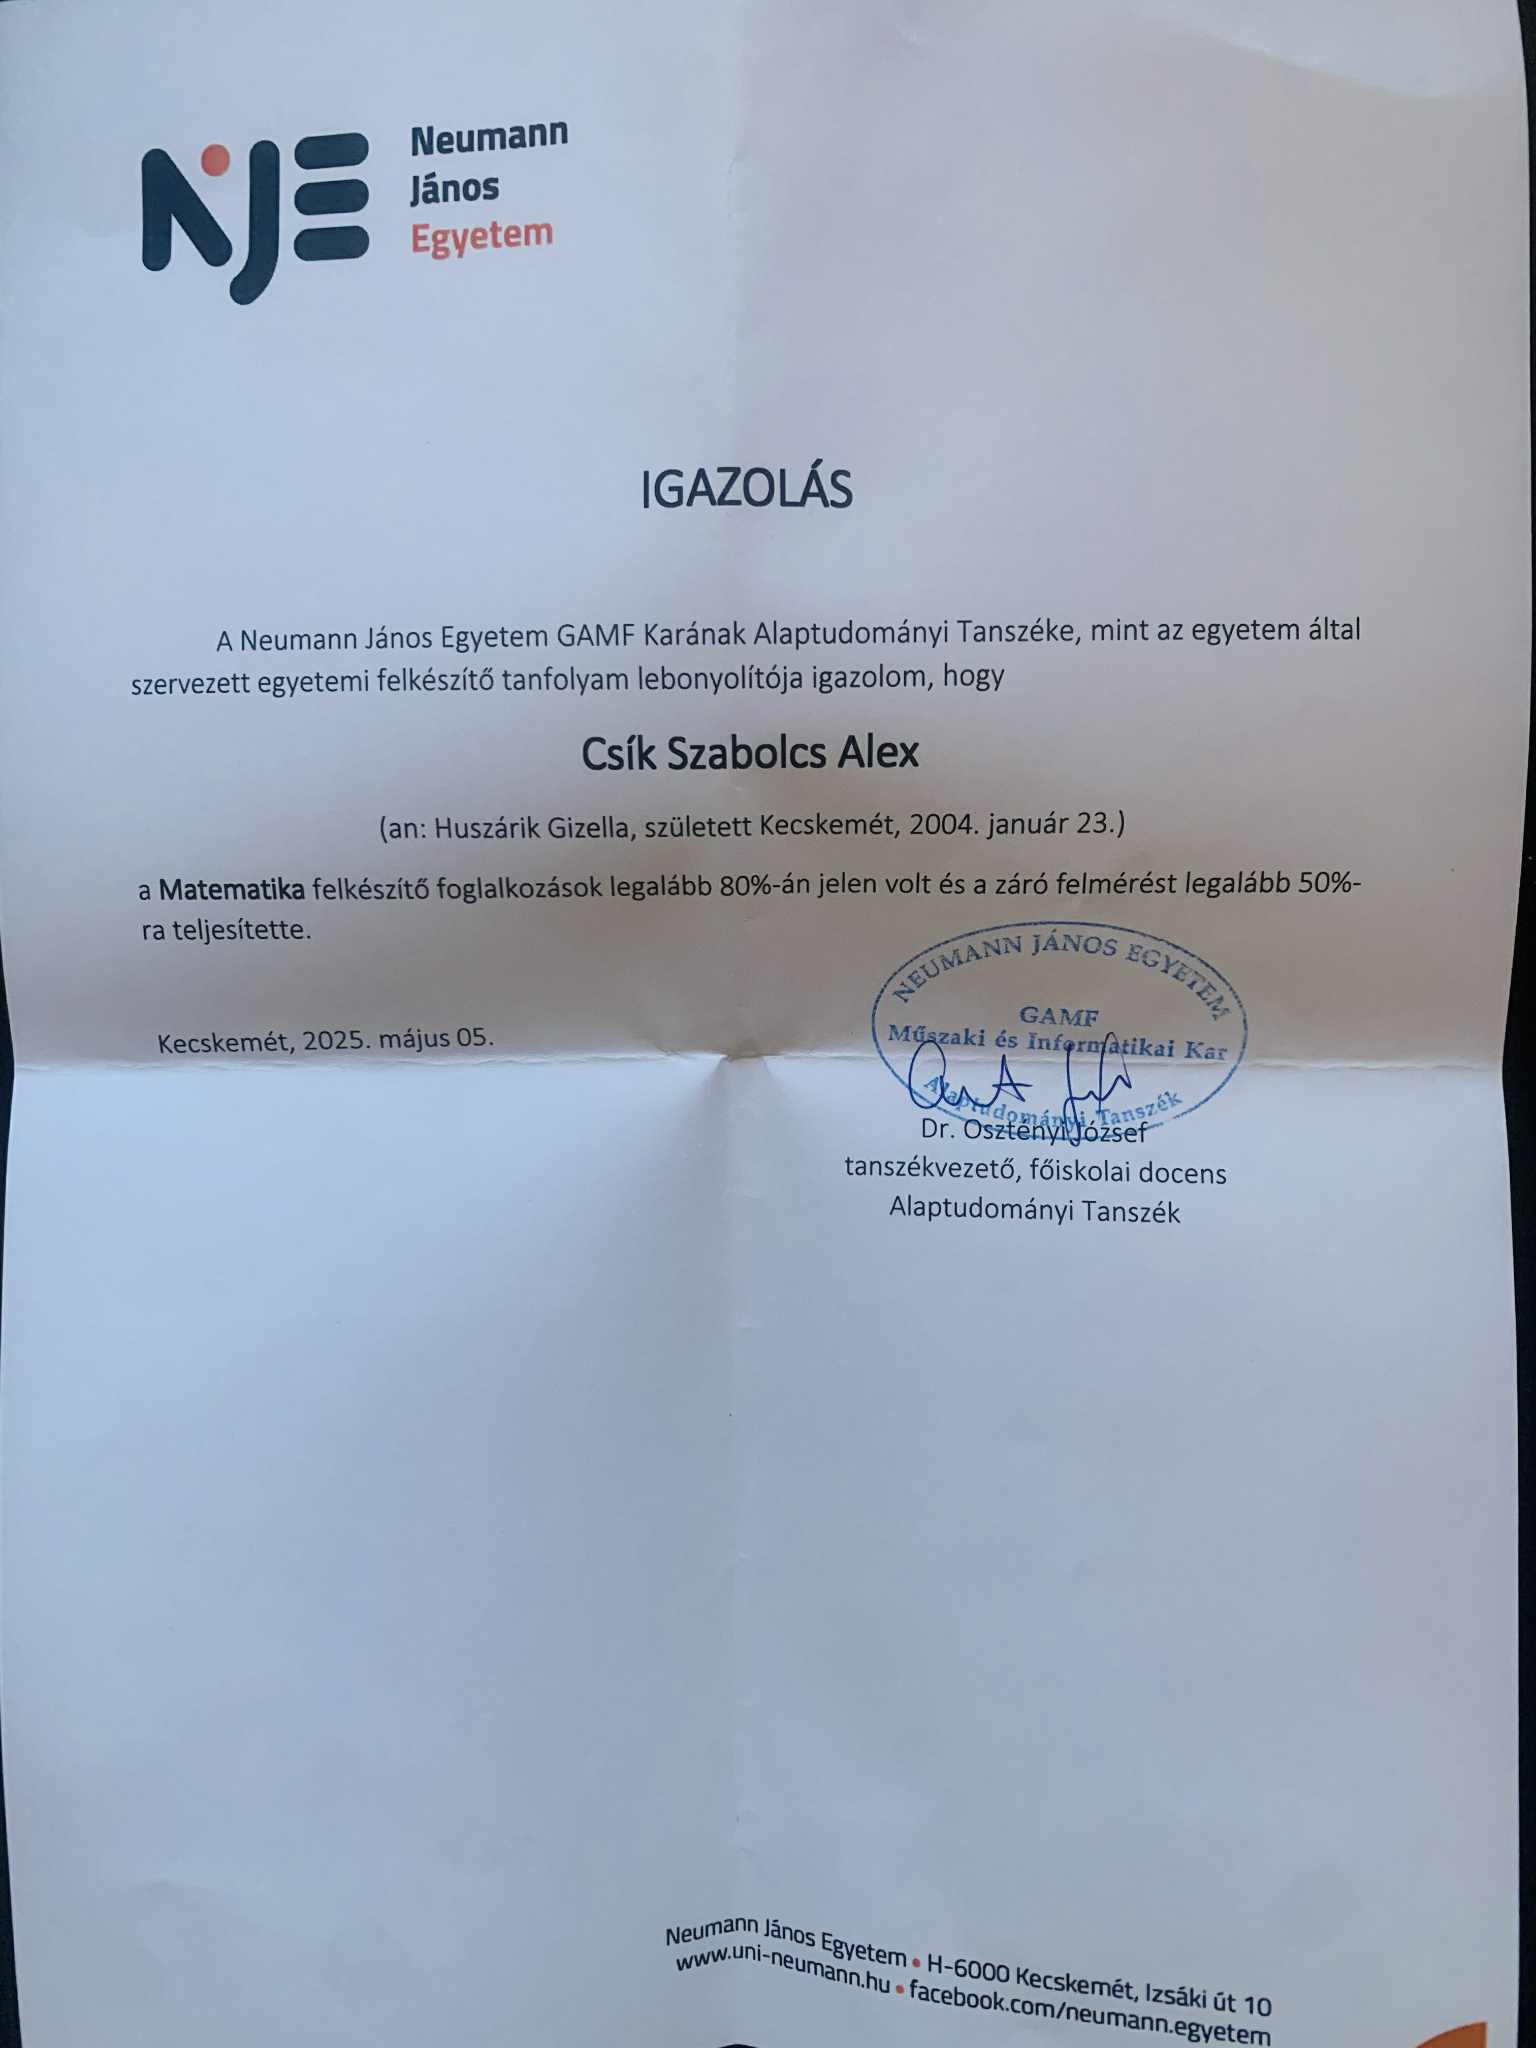 NJE
Neumann
János
Egyetem
IGAZOLÁS
A Neumann János Egyetem GAMF Karának Alaptudományi Tanszéke, mint az egyetem által
szervezett egyetemi felkészítő tanfolyam lebonyolítója igazolom, hogy
Csík Szabolcs Alex
(an: Huszárik Gizella, született Kecskemét, 2004. január 23.)
a Matematika felkészítő foglalkozások legalább 80%-án jelen volt és a záró felmérést legalább 50%-
ra teljesítette.
NEUMANN JÁNOS EGYETEM
GAMF
Műszaki és Informatikai Kar
Alaptudományi Tanszék
Kecskemét, 2025. május 05.
Dr. Osztényi József
tanszékvezető, főiskolai docens
Alaptudományi Tanszék
Neumann János Egyetem • H-6000 Kecskemét, Izsáki út 10
www.uni-neumann.hu • facebook.com/neumann.egyetem